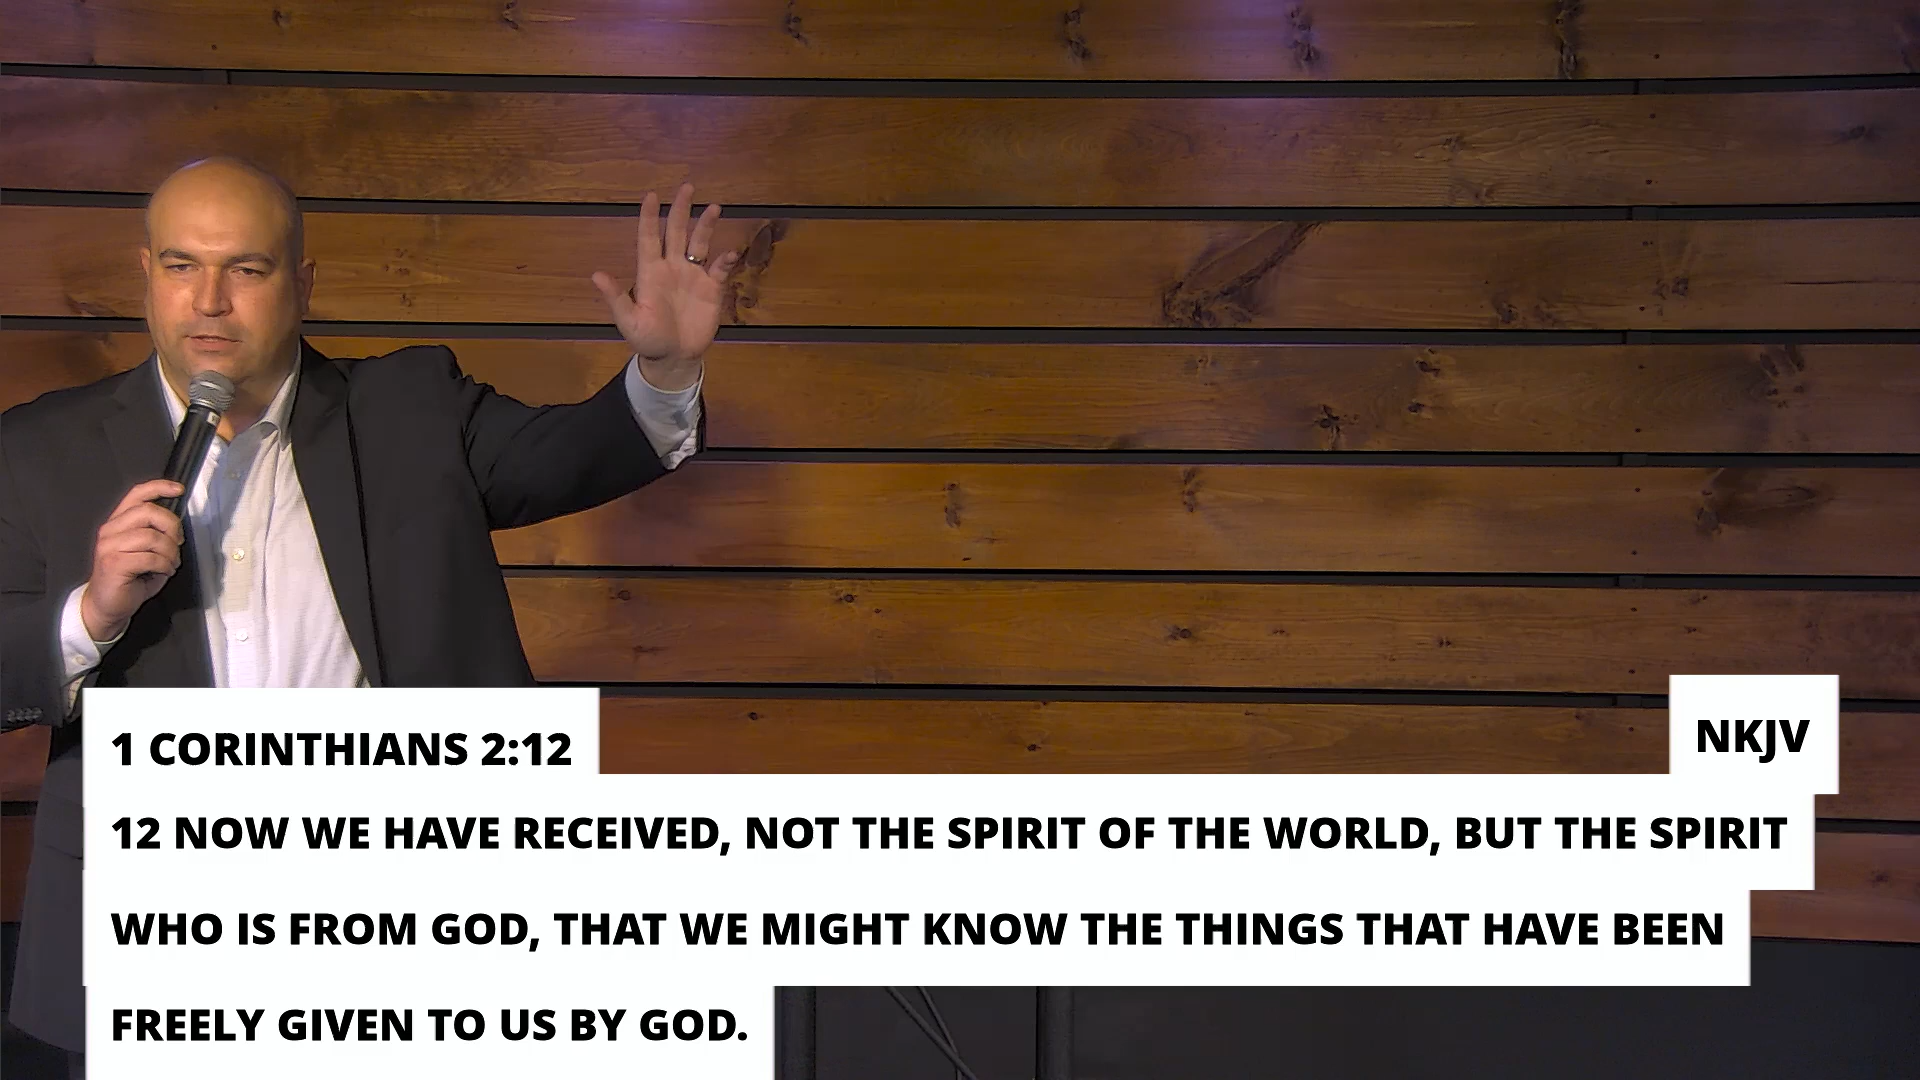 1 CORINTHIANS 2:12
NKJV
12 NOW WE HAVE RECEIVED, NOT THE SPIRIT OF THE WORLD, BUT THE SPIRIT
WHO IS FROM GOD, THAT WE MIGHT KNOW THE THINGS THAT HAVE BEEN
FREELY GIVEN TO US BY GOD.